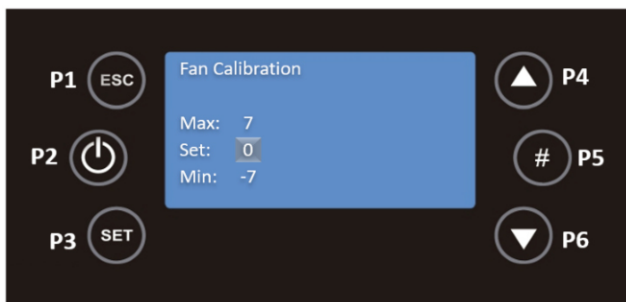 P1 ESC
P2
P3 SET
Fan Calibration
Max: 7
Set: 0
Min: -7
P4
# P5
P6